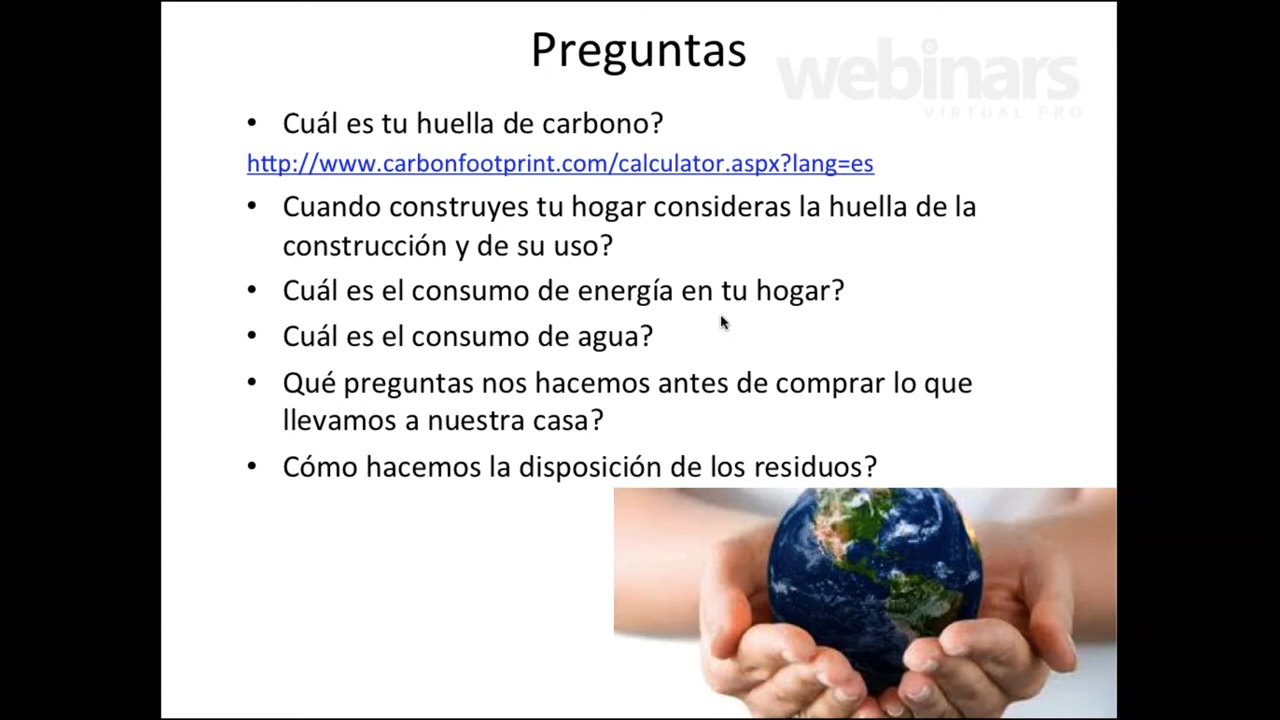 Preguntas
webinars
VIRTUAL PRO
• Cuál es tu huella de carbono?
http://www.carbonfootprint.com/calculator.aspx?lang=es
• Cuando construyes tu hogar consideras la huella de la
construcción y de su uso?
• Cuál es el consumo de energía en tu hogar?
• Cuál es el consumo de agua?
• Qué preguntas nos hacemos antes de comprar lo que
llevamos a nuestra casa?
• Cómo hacemos la disposición de los residuos?